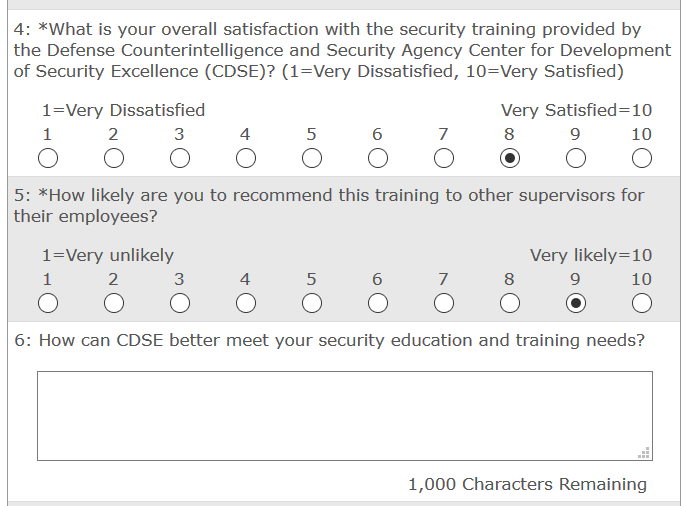 4: *What is your overall satisfaction with the security training provided by
the Defense Counterintelligence and Security Agency Center for Development
of Security Excellence (CDSE)? (1=Very Dissatisfied, 10=Very Satisfied)
1=Very Dissatisfied Very Satisfied=10
1 2 3 4 5 6 7 8 9 10
5: *How likely are you to recommend this training to other supervisors for
their employees?
1=Very unlikely Very likely=10
1 2 3 4 5 6 7 8 9 10
6: How can CDSE better meet your security education and training needs?
1,000 Characters Remaining